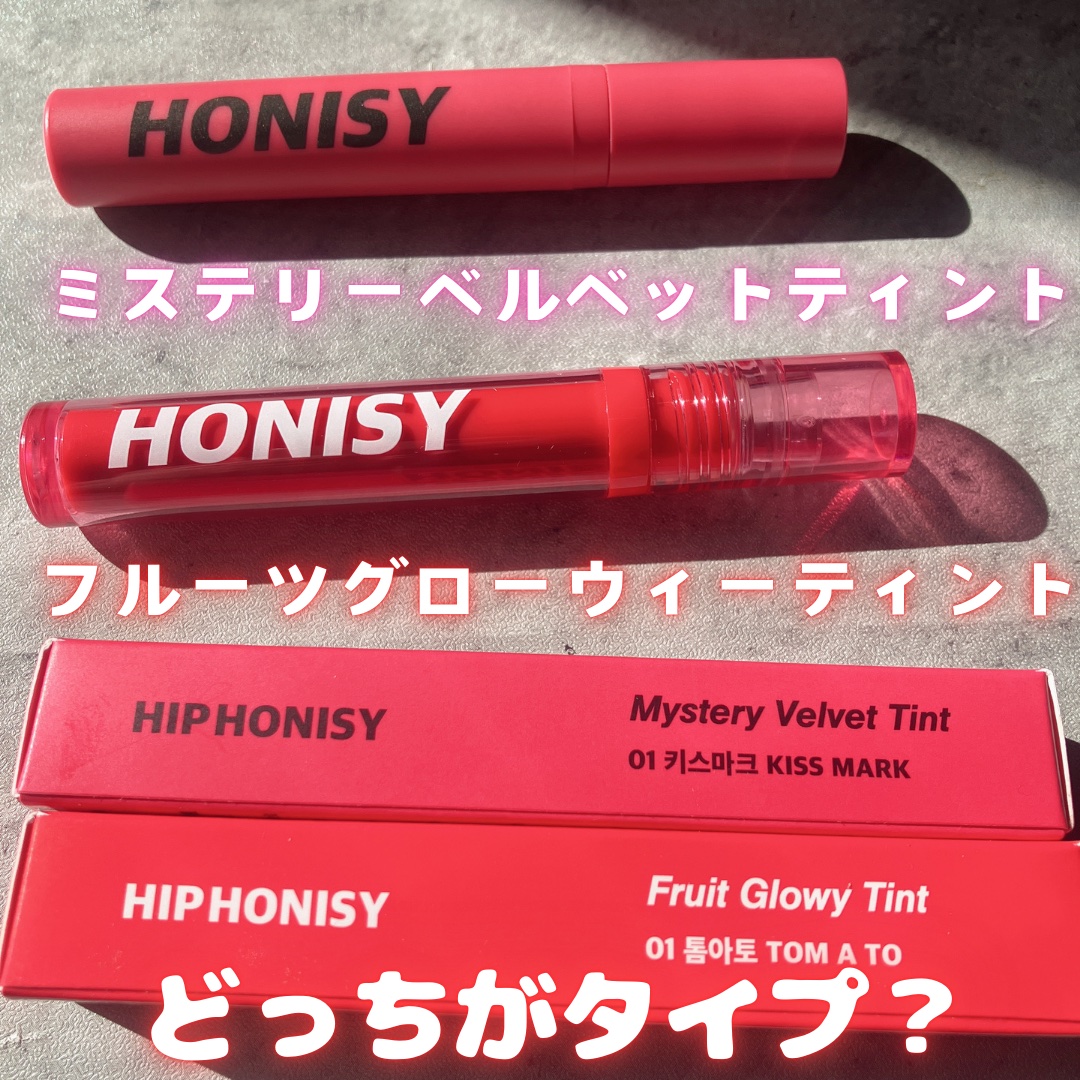 HONISY
ミステリーベルベットティント
HONISY
フルーツグローウィーティント
HIPHONISY
Mystery Velvet Tint
01 키스마크 KISS MARK
HIPHONISY
Fruit Glowy Tint
01 톰아토 TOM A TO
どっちがタイプ？